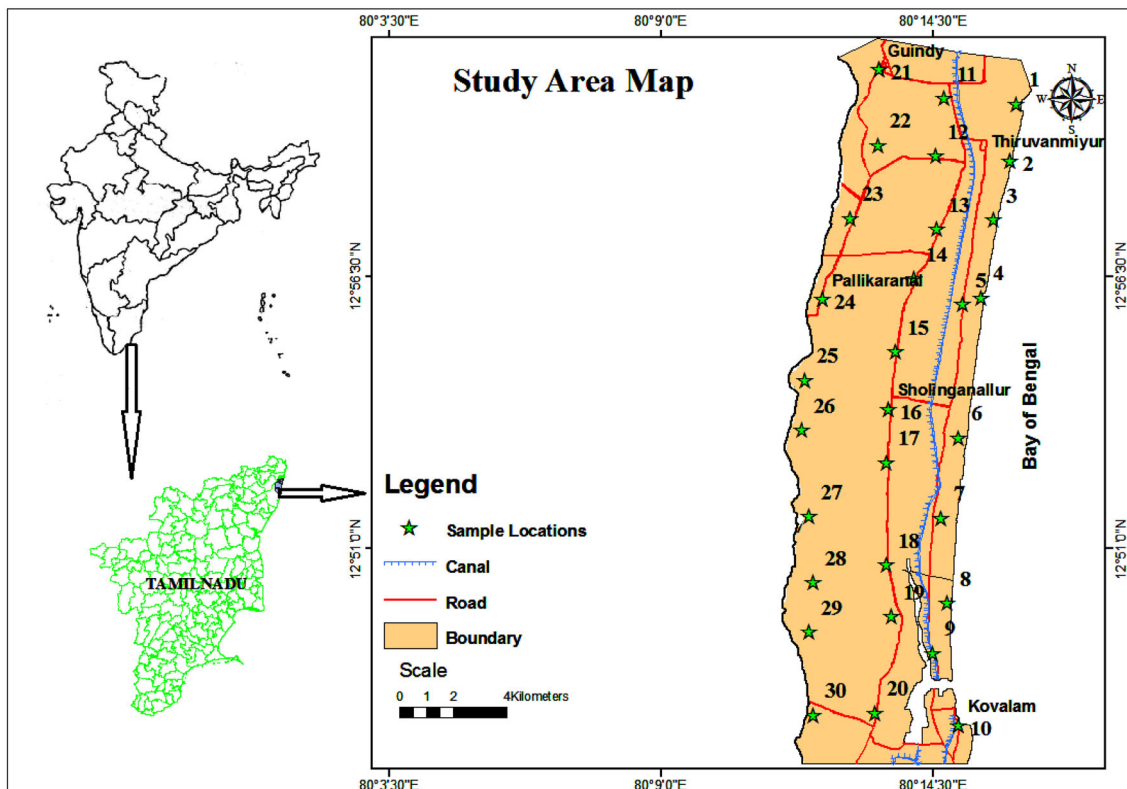 80°3'30"E 80°9'0"E 80°14'30"E
Study Area Map
Guindy
21
11
1
N
W E
S
22
12
Thiruvanmiyur
2
23
13
3
12°56'30"N
12°56'30"N
14
4
5
Pallikaranai
24
15
25
Bay of Bengal
Sholinganallur
26
16
6
17
27
7
Legend
Sample Locations
Canal
Road
Boundary
Scale
0 1 2 4Kilometers
12°51'0"N
12°51'0"N
18
28
8
19
29
9
TAMILNADU
30
20
Kovalam
10
80°3'30"E 80°9'0"E 80°14'30"E